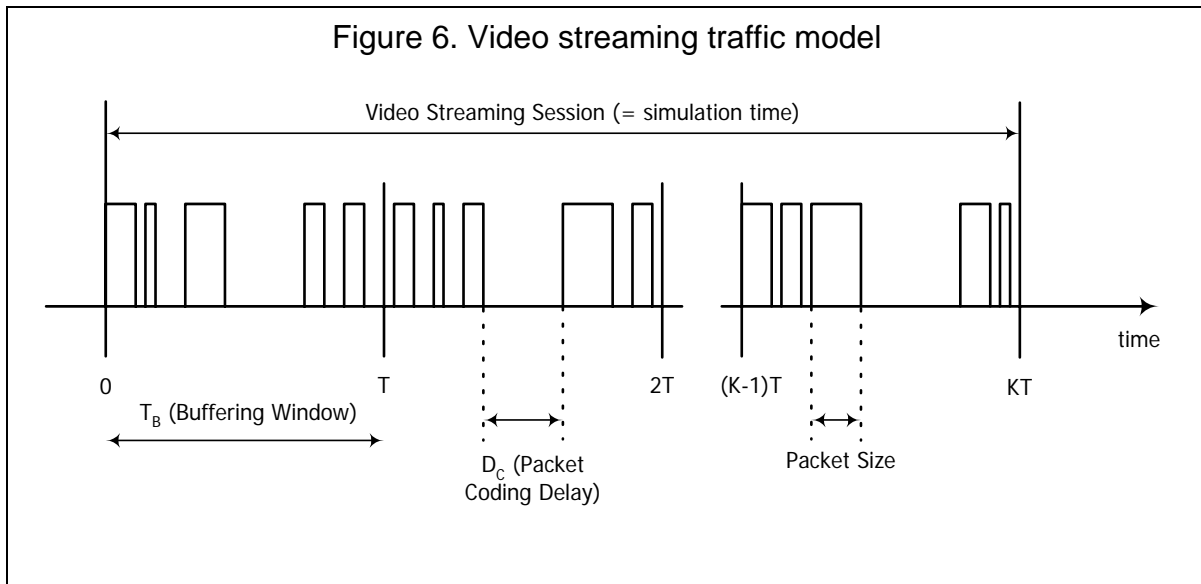 Figure 6. Video streaming traffic model
Video Streaming Session (= simulation time)
time
0
T
2T
(K-1)T
KT
T_B (Buffering Window)
D_C (Packet
Coding Delay)
Packet Size